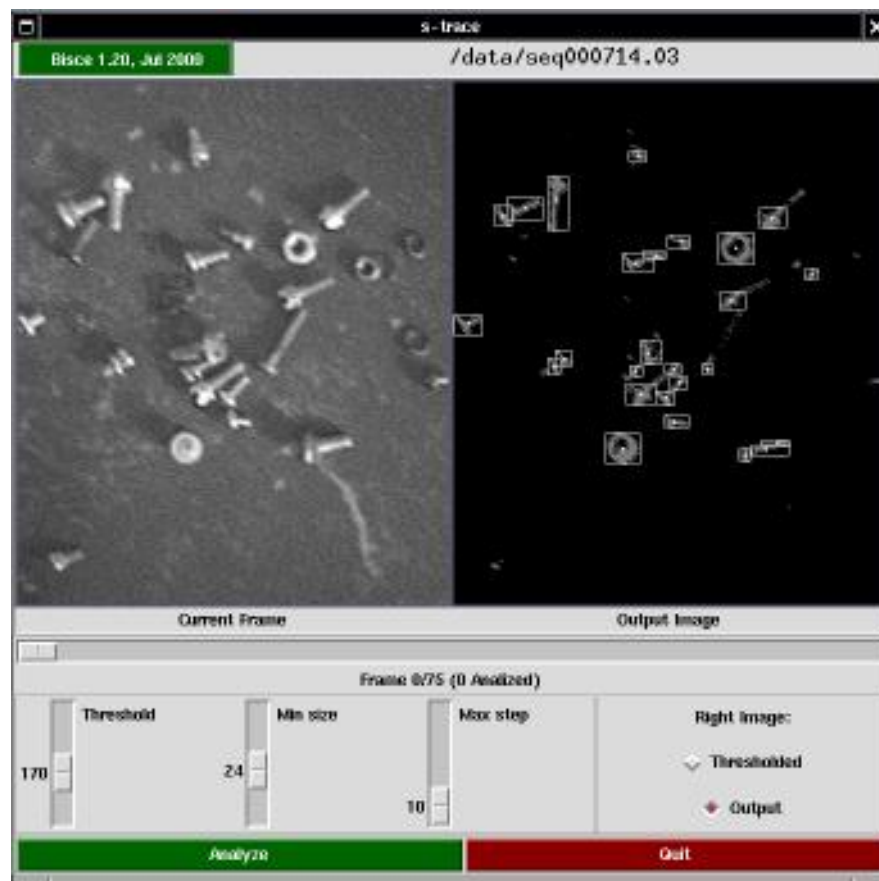 s-trace
Bisce 1.20, Jul 2000
/data/seq000714.03
Current Frame
Output Image
Frame 0/75 (0 Analized)
Threshold
Min size
Max step
Right Image:
170
24
10
Thresholded
Output
Analyze
Quit